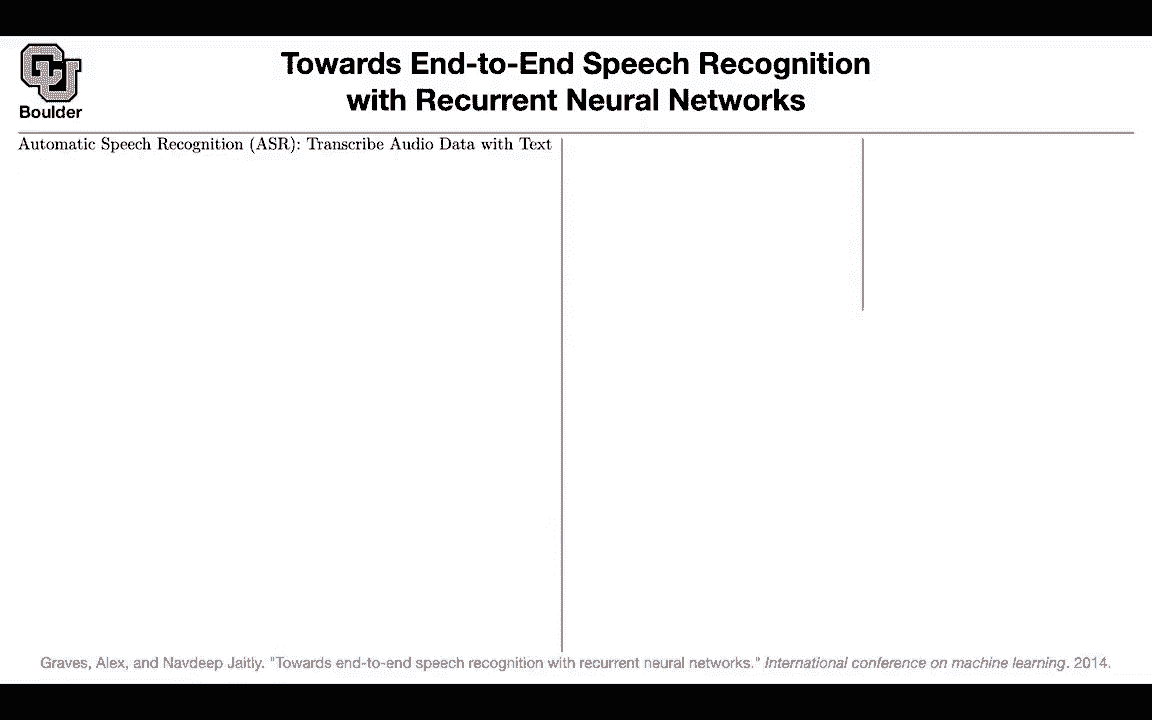 CU
Boulder
Towards End-to-End Speech Recognition
with Recurrent Neural Networks
Automatic Speech Recognition (ASR): Transcribe Audio Data with Text
Graves, Alex, and Navdeep Jaitly. "Towards end-to-end speech recognition with recurrent neural networks." International conference on machine learning. 2014.